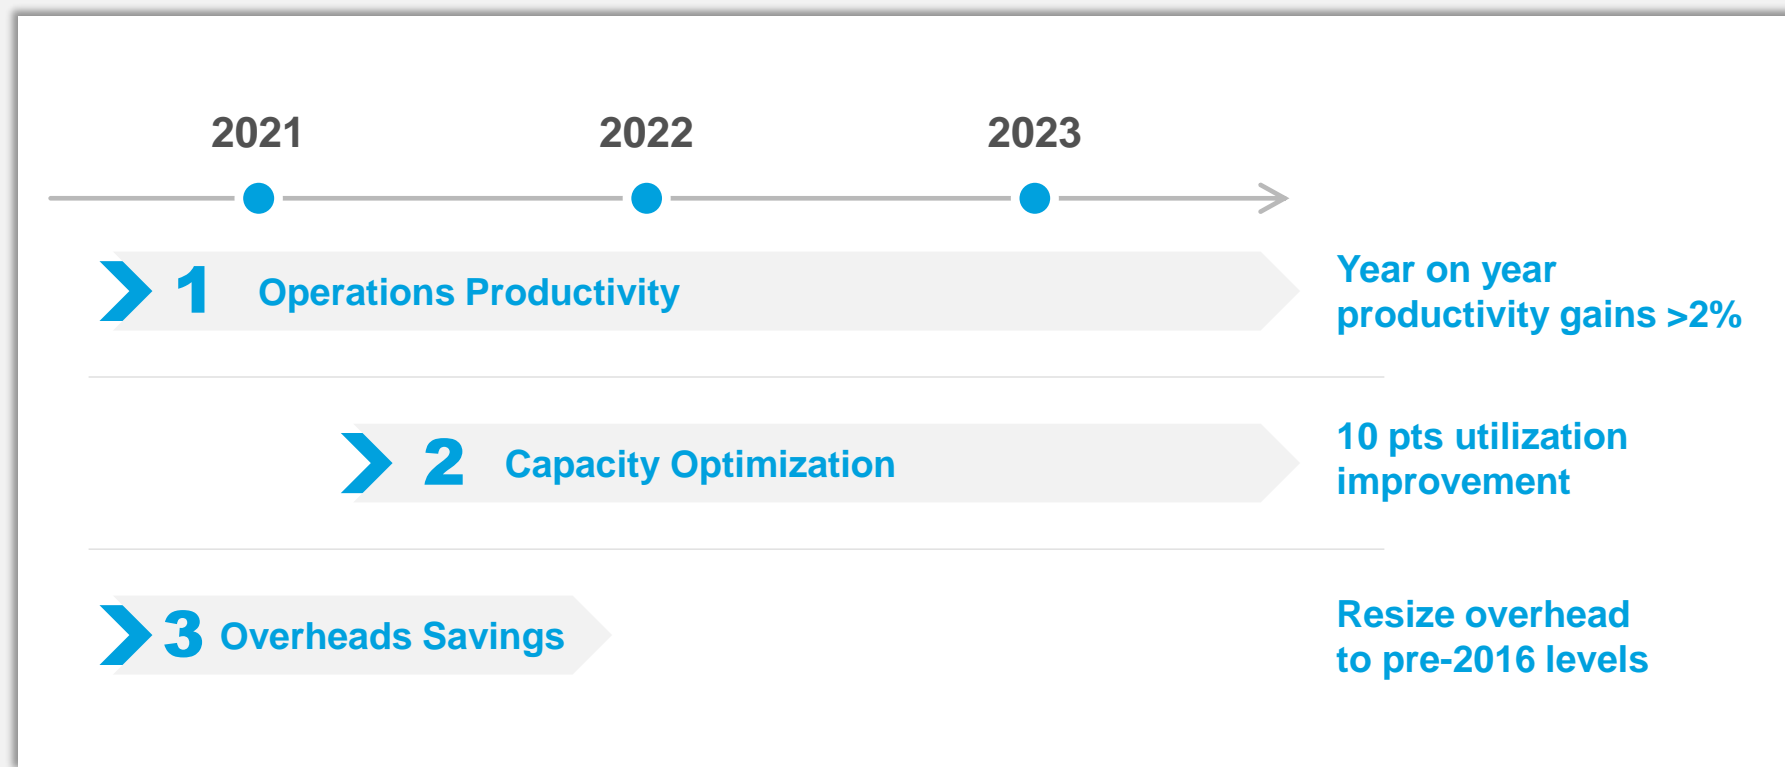 2021 2022 2023
1 Operations Productivity
Year on year
productivity gains >2%
2 Capacity Optimization
10 pts utilization
improvement
3 Overheads Savings
Resize overhead
to pre-2016 levels